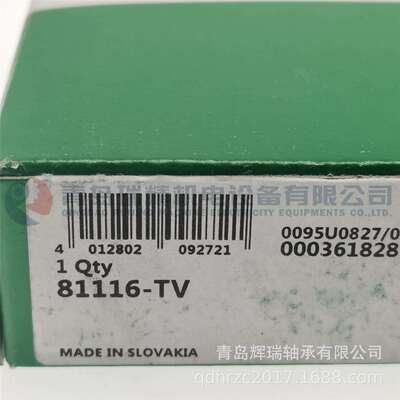 青岛瑞精机电设备有限公司
4 012802 092721
0095U0827/0
000361828
1 Qty
81116-TV
MADE IN SLOVAKIA
青岛辉瑞轴承有限公司
qdhrzc2017.1688.com